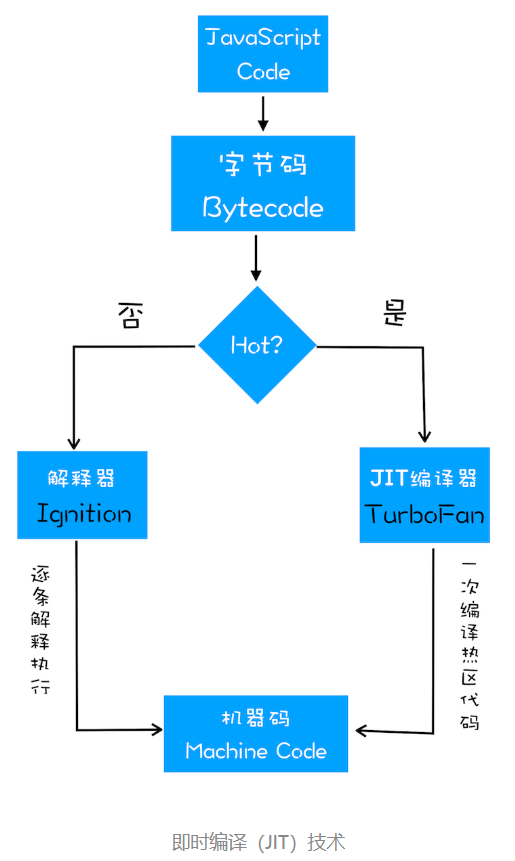 JavaScript
Code
字节码
Bytecode
Hot?
否
是
解释器
Ignition
JIT编译器
TurboFan
逐条解释执行
一次编译热区代码
机器码
Machine Code
即时编译（JIT）技术